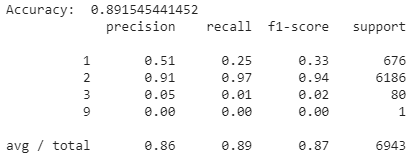 Accuracy:  0.891545441452
             precision    recall  f1-score   support

          1       0.51      0.25      0.33       676
          2       0.91      0.97      0.94      6186
          3       0.05      0.01      0.02        80
          9       0.00      0.00      0.00         1

avg / total       0.86      0.89      0.87      6943